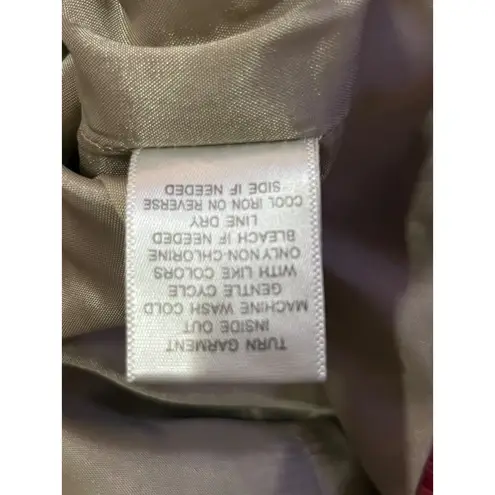 TURN GARMENT
INSIDE OUT
MACHINE WASH COLD
GENTLE CYCLE
WITH LIKE COLORS
ONLY NON-CHLORINE
BLEACH IF NEEDED
LINE DRY
COOL IRON ON REVERSE
SIDE IF NEEDED